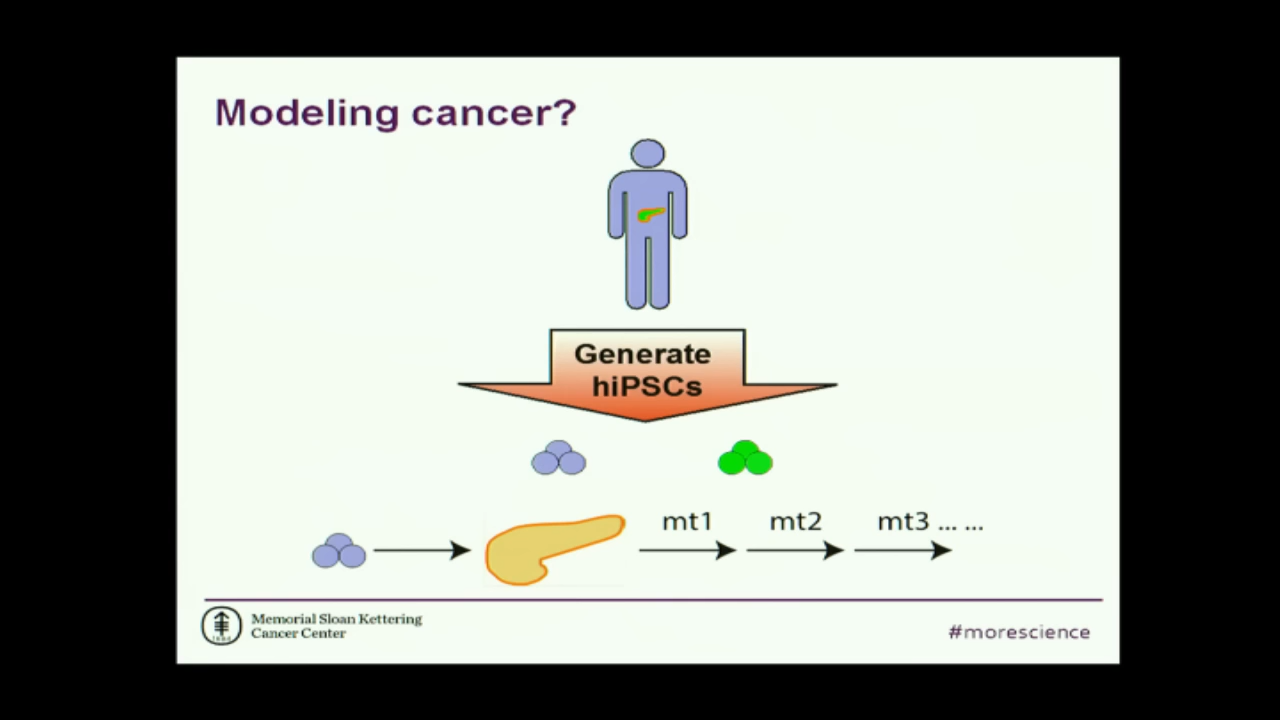 Modeling cancer?
Generate
hiPSCs
mt1
mt2
mt3 ... ...
Memorial Sloan Kettering
Cancer Center
#morescience